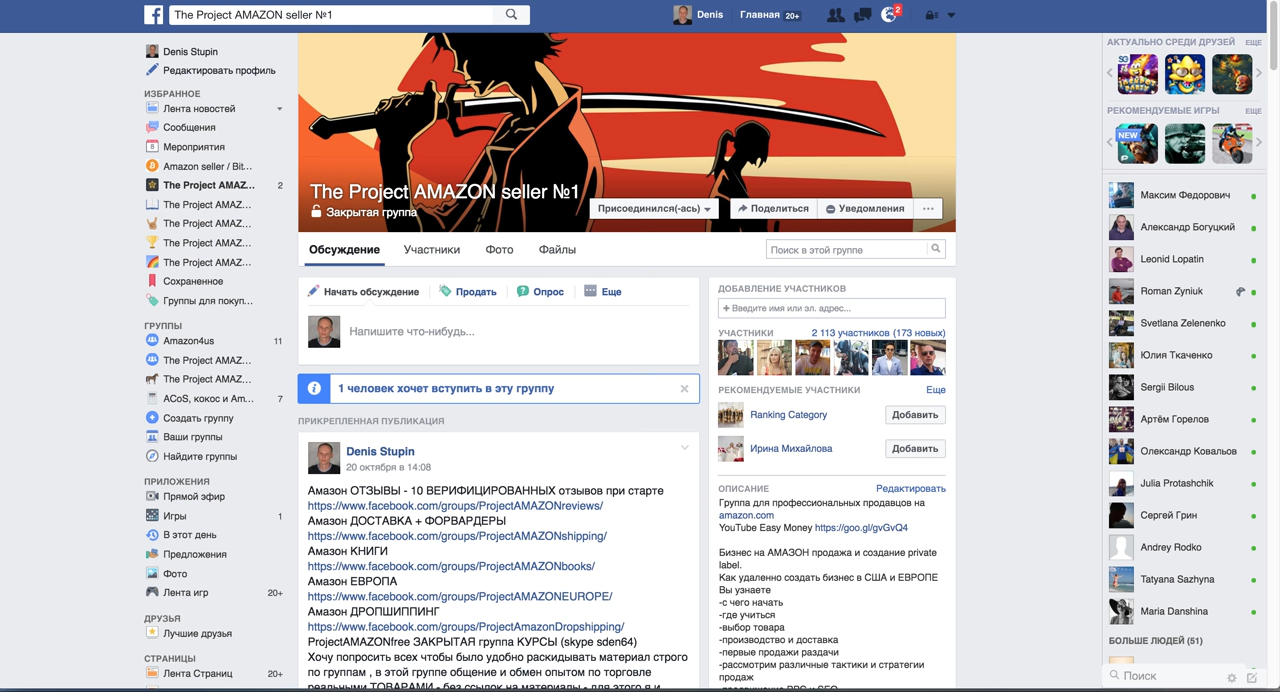 The Project AMAZON seller №1
Denis
Главная 20+
2
Denis Stupin
Редактировать профиль
ИЗБРАННОЕ
Лента новостей
Сообщения
Мероприятия
Amazon seller / Bit...
The Project AMAZ... 2
The Project AMAZ...
The Project AMAZ...
The Project AMAZ...
The Project AMAZ...
Сохраненное
Группы для покуп...
ГРУППЫ
Amazon4us 11
The Project AMAZ...
The Project AMAZ...
ACoS, кокос и Am... 7
Создать группу
Ваши группы
Найдите группы
ПРИЛОЖЕНИЯ
Прямой эфир
Игры 1
В этот день
Предложения
Фото
Лента игр 20+
ДРУЗЬЯ
Лучшие друзья
СТРАНИЦЫ
Лента Страниц 20+
The Project AMAZON seller №1
Закрытая группа
Присоединился(-ась)
Поделиться
Уведомления
Обсуждение
Участники
Фото
Файлы
Поиск в этой группе
Начать обсуждение
Продать
Опрос
Еще
Напишите что-нибудь...
1 человек хочет вступить в эту группу
ПРИКРЕПЛЕННАЯ ПУБЛИКАЦИЯ
Denis Stupin
20 октября в 14:08
Амазон ОТЗЫВЫ - 10 ВЕРИФИЦИРОВАННЫХ отзывов при старте
https://www.facebook.com/groups/ProjectAMAZONreviews/
Амазон ДОСТАВКА + ФОРВАРДЕРЫ
https://www.facebook.com/groups/ProjectAMAZONshipping/
Амазон КНИГИ
https://www.facebook.com/groups/ProjectAMAZONbooks/
Амазон ЕВРОПА
https://www.facebook.com/groups/ProjectAMAZONEUROPE/
Амазон ДРОПШИППИНГ
https://www.facebook.com/groups/ProjectAmazonDropshipping/
ProjectAMAZONfree ЗАКРЫТАЯ группа КУРСЫ (skype sden64)
Хочу попросить всех чтобы было удобно раскидывать материал строго
по группам , в этой группе общение и обмен опытом по торговле
реальными ТОВАРАМИ - без ссылок на материалы - для этого я и
ДОБАВЛЕНИЕ УЧАСТНИКОВ
+ Введите имя или эл. адрес...
УЧАСТНИКИ 2 113 участников (173 новых)
РЕКОМЕНДУЕМЫЕ УЧАСТНИКИ Еще
Ranking Category Добавить
Ирина Михайлова Добавить
ОПИСАНИЕ Редактировать
Группа для профессиональных продавцов на
amazon.com
YouTube Easy Money https://goo.gl/gvGvQ4
Бизнес на АМАЗОН продажа и создание private
label.
Как удаленно создать бизнес в США и ЕВРОПЕ
Вы узнаете
-с чего начать
-где учиться
-выбор товара
-производство и доставка
-первые продажи раздачи
-рассмотрим различные тактики и стратегии
продаж
АКТУАЛЬНО СРЕДИ ДРУЗЕЙ ЕЩЕ
РЕКОМЕНДУЕМЫЕ ИГРЫ ЕЩЕ
NEW
Максим Федорович
Александр Богуцкий
Leonid Lopatin
Roman Zyniuk
Svetlana Zelenenko
Юлия Ткаченко
Sergii Bilous
Артём Горелов
Олександр Ковальов
Julia Protashchik
Сергей Грин
Andrey Rodko
Tatyana Sazhyna
Maria Danshina
БОЛЬШЕ ЛЮДЕЙ (51)
Поиск